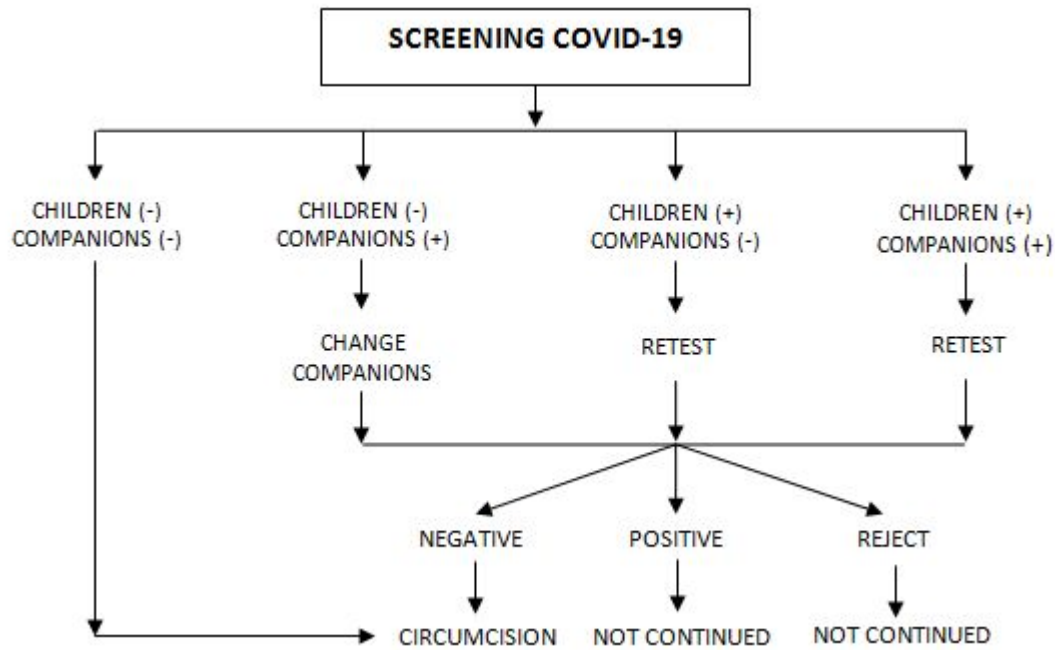 SCREENING COVID-19
CHILDREN (-)
COMPANIONS (-)
CHILDREN (-)
COMPANIONS (+)
CHILDREN (+)
COMPANIONS (-)
CHILDREN (+)
COMPANIONS (+)
CHANGE
COMPANIONS
RETEST
RETEST
NEGATIVE
POSITIVE
REJECT
CIRCUMCISION
NOT CONTINUED
NOT CONTINUED